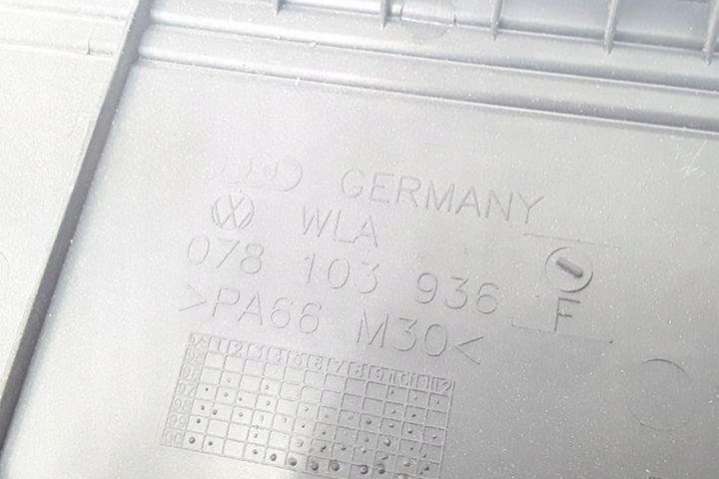 GERMANY
WLA
078 103 936 F
>PA66 M30<